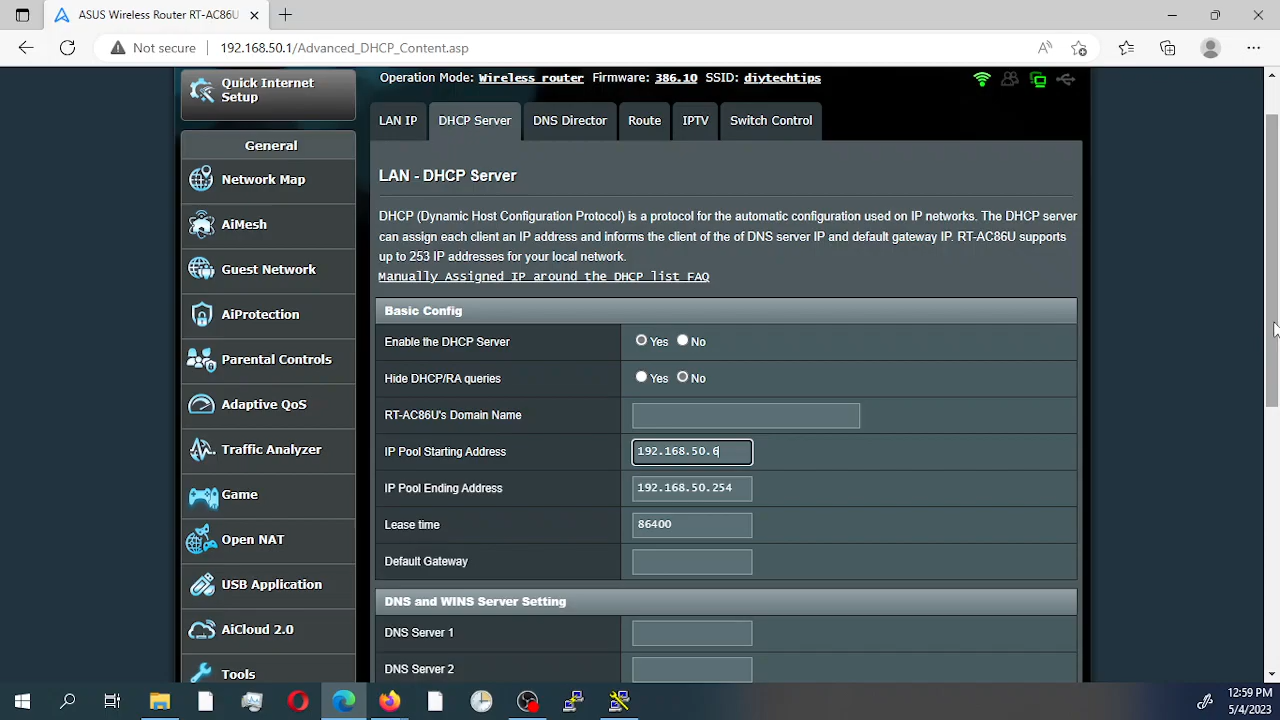 ASUS Wireless Router RT-AC86U
Not secure
192.168.50.1/Advanced_DHCP_Content.asp
Operation Mode: Wireless router Firmware: 386.10 SSID: diytechtips
Quick Internet
Setup
LAN IP
DHCP Server
DNS Director
Route
IPTV
Switch Control
General
Network Map
AiMesh
Guest Network
AiProtection
Parental Controls
Adaptive QoS
Traffic Analyzer
Game
Open NAT
USB Application
AiCloud 2.0
Tools
LAN - DHCP Server
DHCP (Dynamic Host Configuration Protocol) is a protocol for the automatic configuration used on IP networks. The DHCP server
can assign each client an IP address and informs the client of the of DNS server IP and default gateway IP. RT-AC86U supports
up to 253 IP addresses for your local network.
Manually Assigned IP around the DHCP list FAQ
Basic Config
Enable the DHCP Server Yes No
Hide DHCP/RA queries Yes No
RT-AC86U's Domain Name
IP Pool Starting Address 192.168.50.6
IP Pool Ending Address 192.168.50.254
Lease time 86400
Default Gateway
DNS and WINS Server Setting
DNS Server 1
DNS Server 2
12:59 PM
5/4/2023